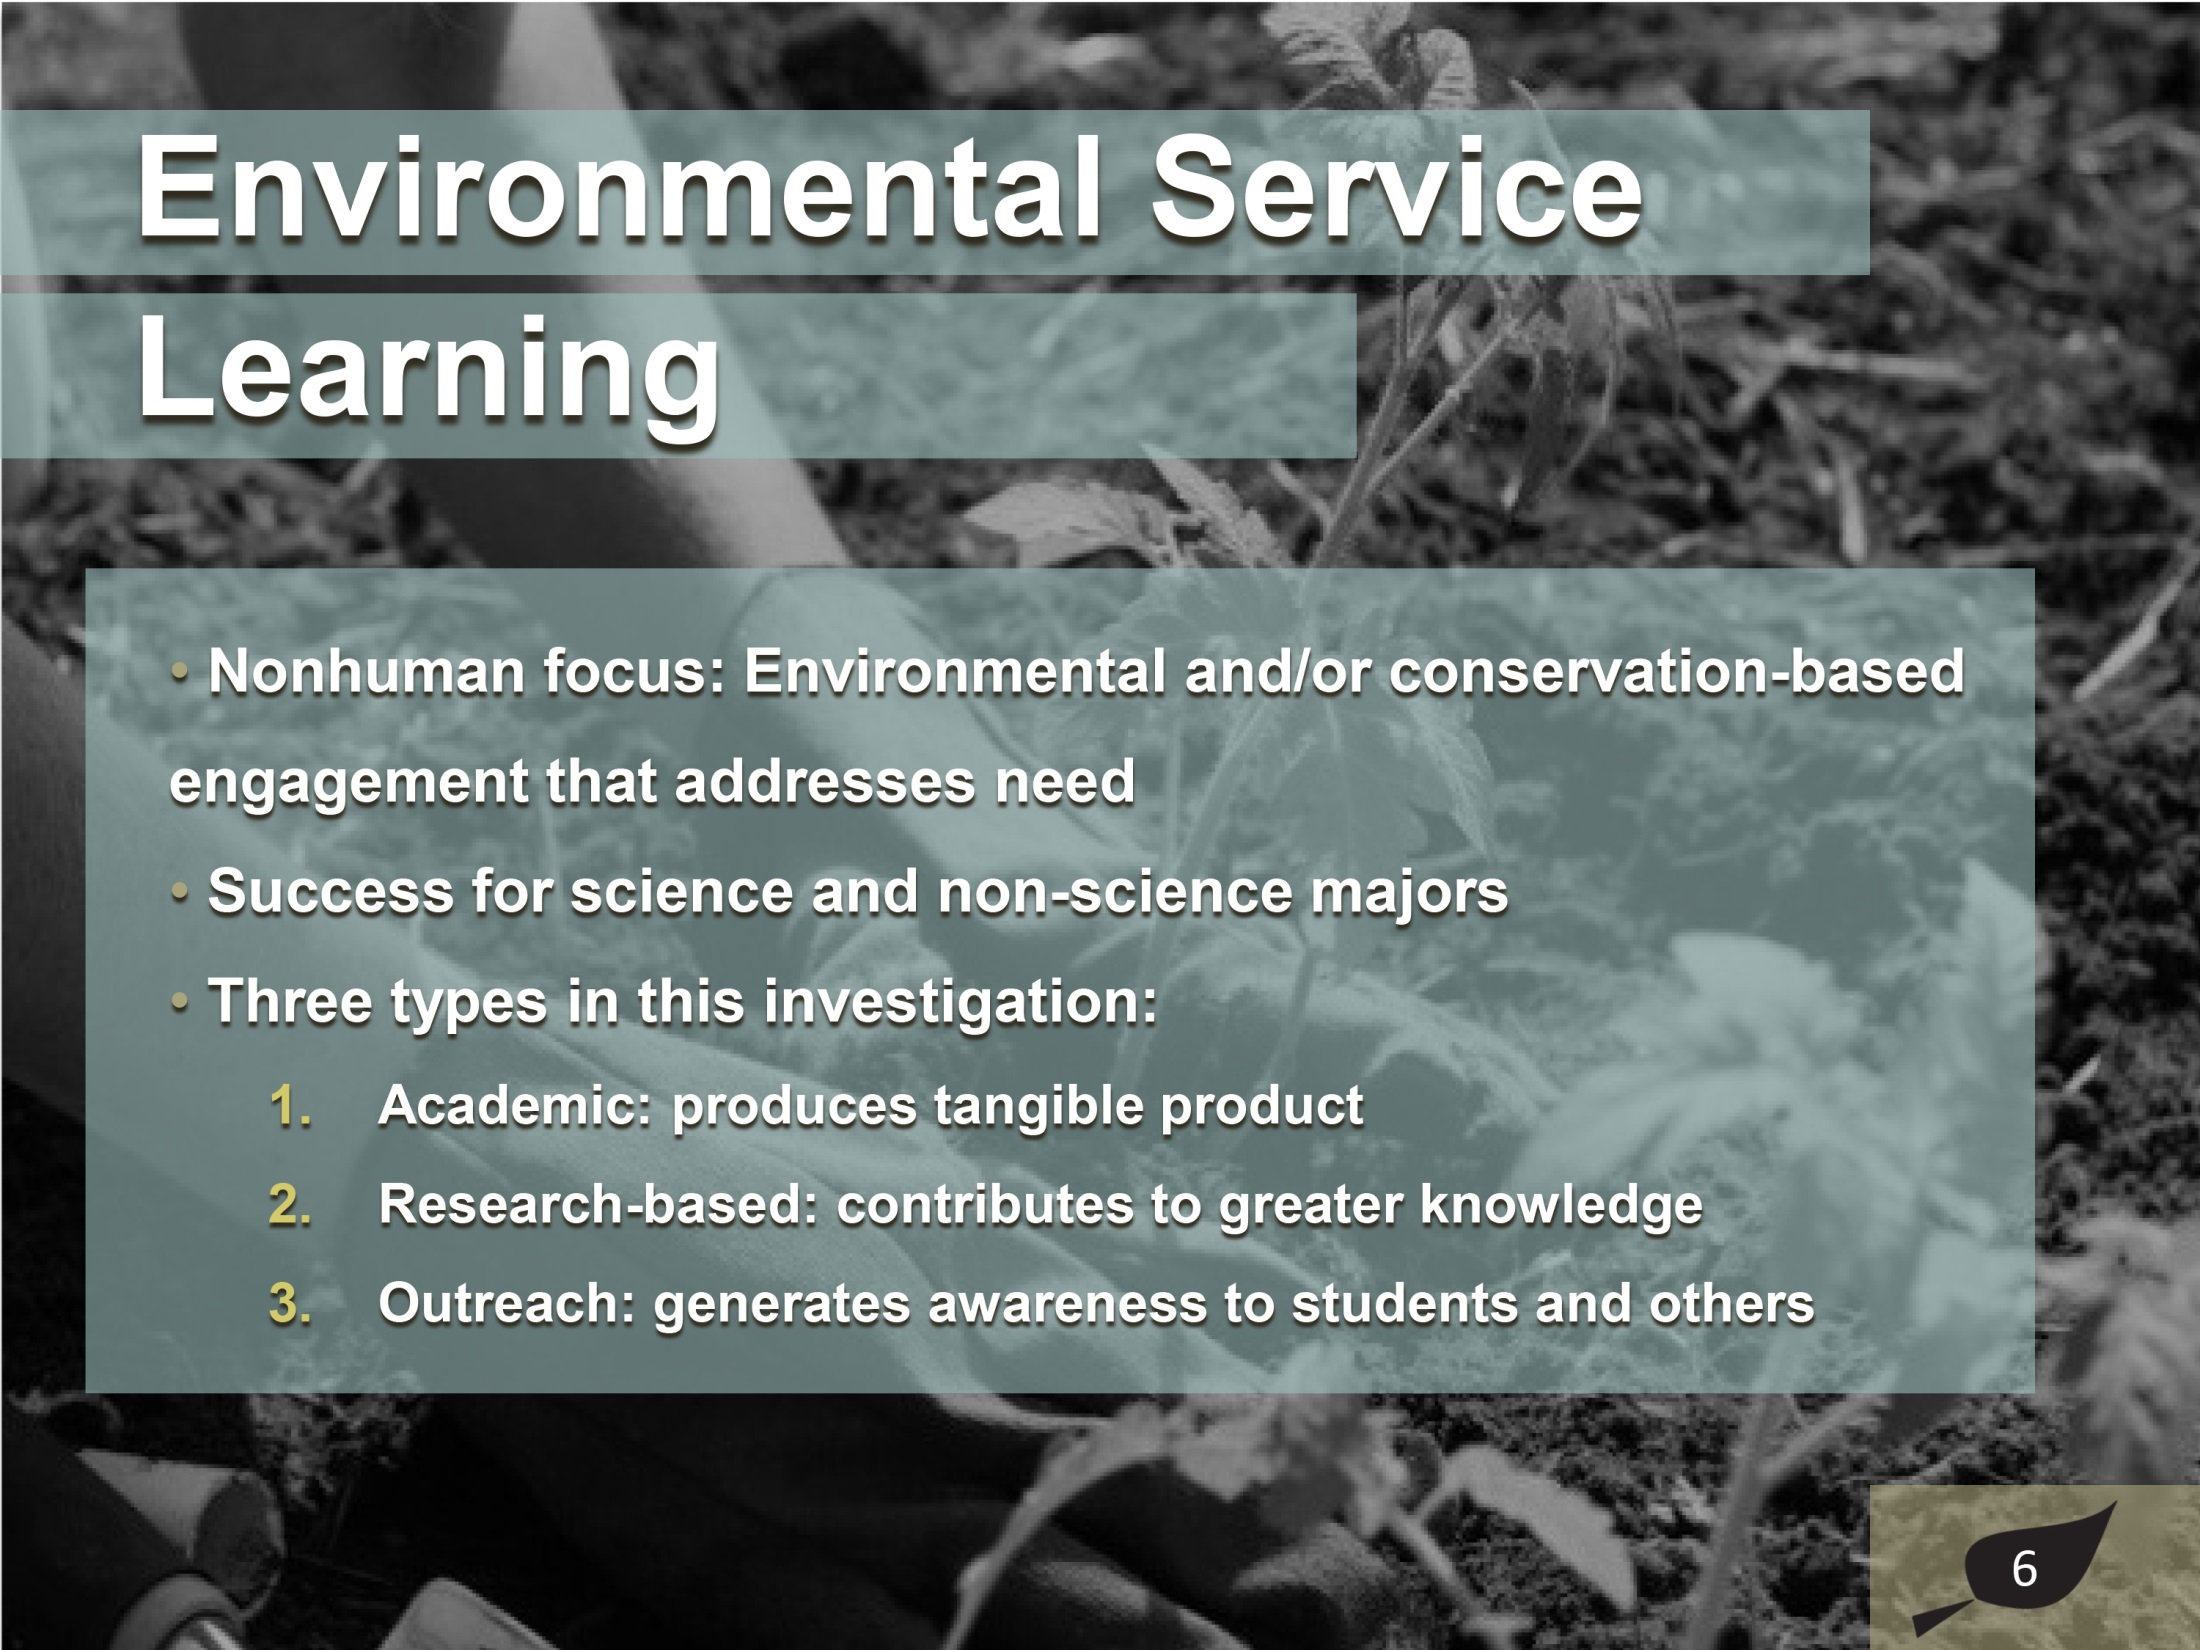 Environmental Service
Learning
• Nonhuman focus: Environmental and/or conservation-based
engagement that addresses need
• Success for science and non-science majors
• Three types in this investigation:
1. Academic: produces tangible product
2. Research-based: contributes to greater knowledge
3. Outreach: generates awareness to students and others
6